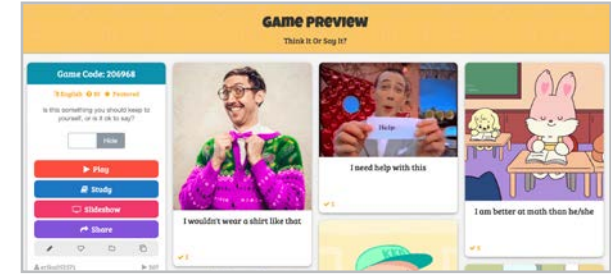 GAME PREVIEW
Think It Or Say It?
Game Code: 206968
English
Featured
Is this something you should keep to
yourself, or is it ok to say?
Hide
Play
Study
Slideshow
Share
I wouldn't wear a shirt like that
Help
I need help with this
I am better at math than he/she